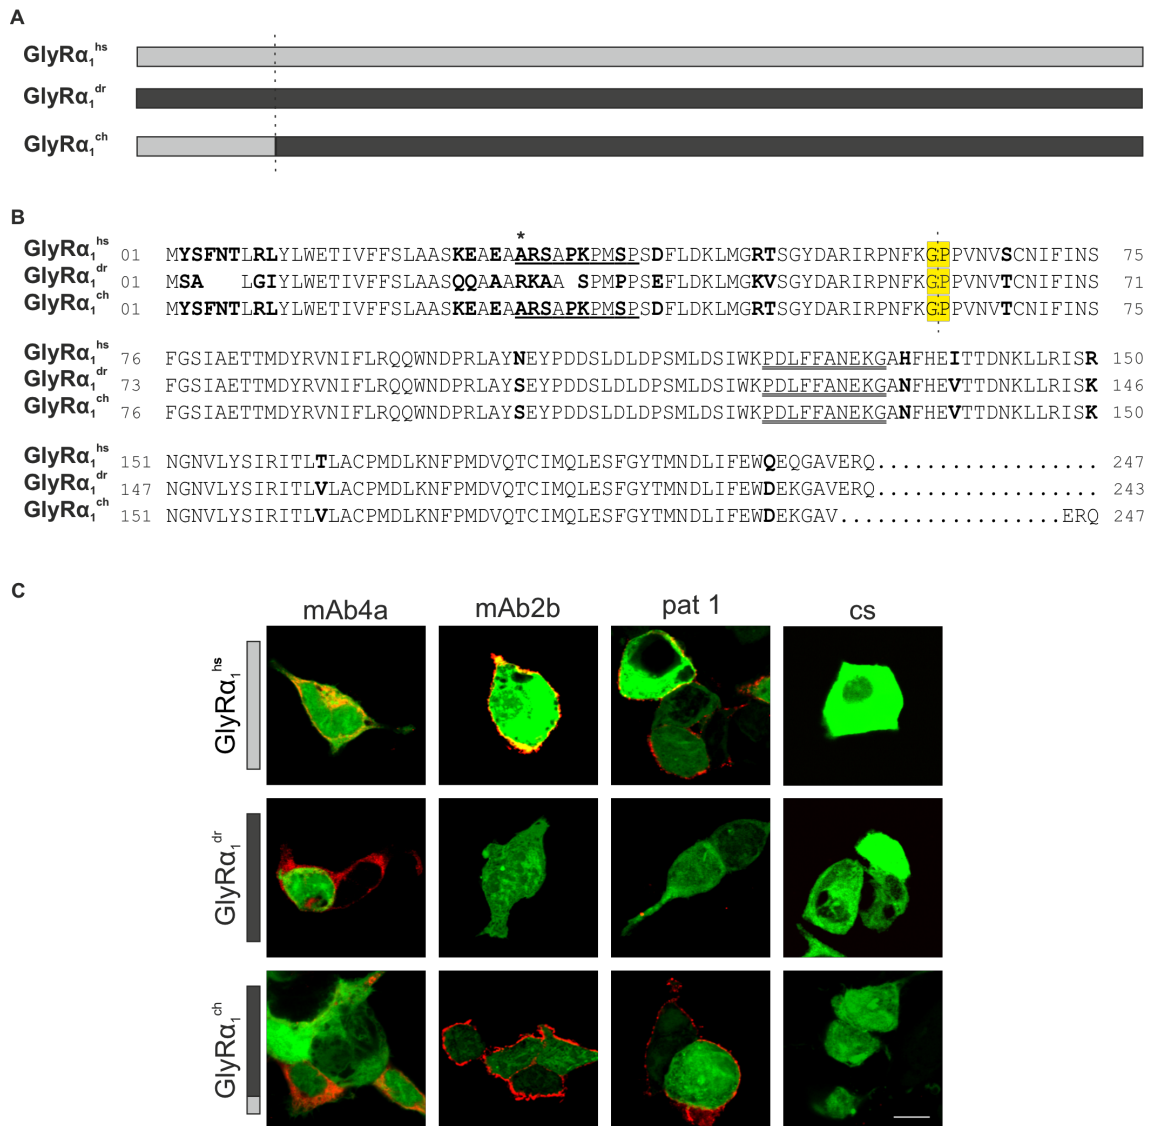 A
GlyRα₁ʰˢ
GlyRα₁ᵈʳ
GlyRα₁ᶜʰ
B
*
GlyRα₁ʰˢ 01 MYSFNTLRLYLWETIVFFSLAASKEAEAARSAPKPMSPSDFLDKLMGRTSGYDARIRPNFKGPPVNVSCNIFINS 75
GlyRα₁ᵈʳ 01 MSA LGIYLWETIVFFSLAASQQAAARKAA SPMPPSEFLDKLMGKVSGYDARIRPNFKGPPVNVTCNIFINS 71
GlyRα₁ᶜʰ 01 MYSFNTLRLYLWETIVFFSLAASKEAEAARSAPKPMSPSDFLDKLMGRTSGYDARIRPNFKGPPVNVTCNIFINS 75
GlyRα₁ʰˢ 76 FGSIAETTMDYRVNIFLRQQWNDPRLAYNEYPDDSLDLDPSMLDSIWKPDLFFANEKGAHFHEITTDNKLLRISR 150
GlyRα₁ᵈʳ 73 FGSIAETTMDYRVNIFLRQQWNDPRLAYSEYPDDSLDLDPSMLDSIWKPDLFFANEKGANFHEVTTDNKLLRISK 146
GlyRα₁ᶜʰ 76 FGSIAETTMDYRVNIFLRQQWNDPRLAYSEYPDDSLDLDPSMLDSIWKPDLFFANEKGANFHEVTTDNKLLRISK 150
GlyRα₁ʰˢ 151 NGNVLYSIRITLTLACPMDLKNFPMDVQTCIMQLESFGYTMNDLIFEWQEQGAVERQ.................. 247
GlyRα₁ᵈʳ 147 NGNVLYSIRITLVLACPMDLKNFPMDVQTCIMQLESFGYTMNDLIFEWDEKGAVERQ.................. 243
GlyRα₁ᶜʰ 151 NGNVLYSIRITLVLACPMDLKNFPMDVQTCIMQLESFGYTMNDLIFEWDEKGAV..................ERQ 247
C
mAb4a mAb2b pat 1 cs
GlyRα₁ʰˢ
GlyRα₁ᵈʳ
GlyRα₁ᶜʰ